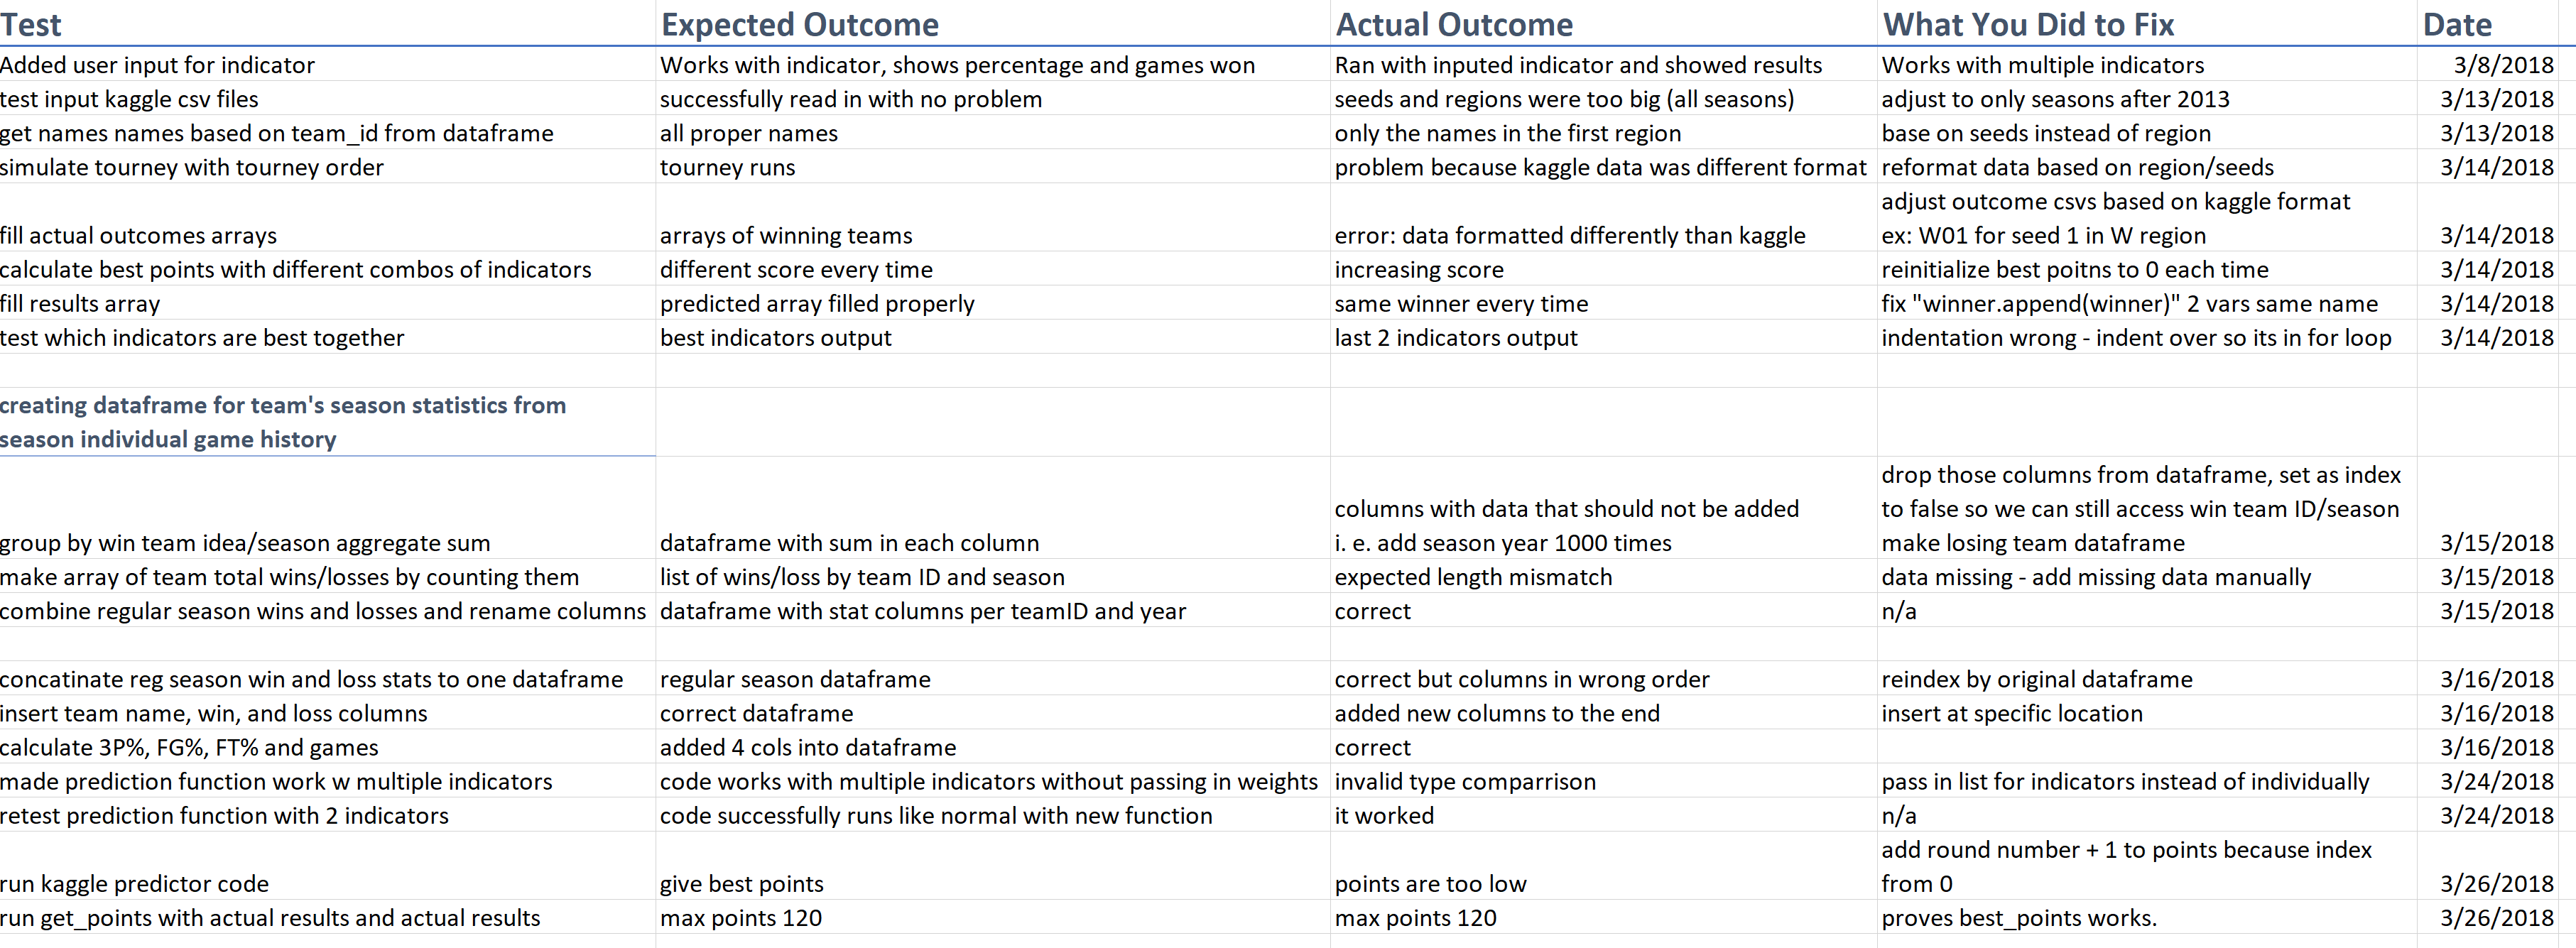 Test Expected Outcome Actual Outcome What You Did to Fix Date
Added user input for indicator Works with indicator, shows percentage and games won Ran with inputed indicator and showed results Works with multiple indicators 3/8/2018
test input kaggle csv files successfully read in with no problem seeds and regions were too big (all seasons) adjust to only seasons after 2013 3/13/2018
get names names based on team_id from dataframe all proper names only the names in the first region base on seeds instead of region 3/13/2018
simulate tourney with tourney order tourney runs problem because kaggle data was different format reformat data based on region/seeds 3/14/2018
adjust outcome csvs based on kaggle format
fill actual outcomes arrays arrays of winning teams error: data formatted differently than kaggle ex: W01 for seed 1 in W region 3/14/2018
calculate best points with different combos of indicators different score every time increasing score reinitialize best poitns to 0 each time 3/14/2018
fill results array predicted array filled properly same winner every time fix "winner.append(winner)" 2 vars same name 3/14/2018
test which indicators are best together best indicators output last 2 indicators output indentation wrong - indent over so its in for loop 3/14/2018
creating dataframe for team's season statistics from
season individual game history
drop those columns from dataframe, set as index
columns with data that should not be added to false so we can still access win team ID/season
group by win team idea/season aggregate sum dataframe with sum in each column i. e. add season year 1000 times make losing team dataframe 3/15/2018
make array of team total wins/losses by counting them list of wins/loss by team ID and season expected length mismatch data missing - add missing data manually 3/15/2018
combine regular season wins and losses and rename columns dataframe with stat columns per teamID and year correct n/a 3/15/2018
concatinate reg season win and loss stats to one dataframe regular season dataframe correct but columns in wrong order reindex by original dataframe 3/16/2018
insert team name, win, and loss columns correct dataframe added new columns to the end insert at specific location 3/16/2018
calculate 3P%, FG%, FT% and games added 4 cols into dataframe correct 3/16/2018
made prediction function work w multiple indicators code works with multiple indicators without passing in weights invalid type comparrison pass in list for indicators instead of individually 3/24/2018
retest prediction function with 2 indicators code successfully runs like normal with new function it worked n/a 3/24/2018
add round number + 1 to points because index
run kaggle predictor code give best points points are too low from 0 3/26/2018
run get_points with actual results and actual results max points 120 max points 120 proves best_points works. 3/26/2018